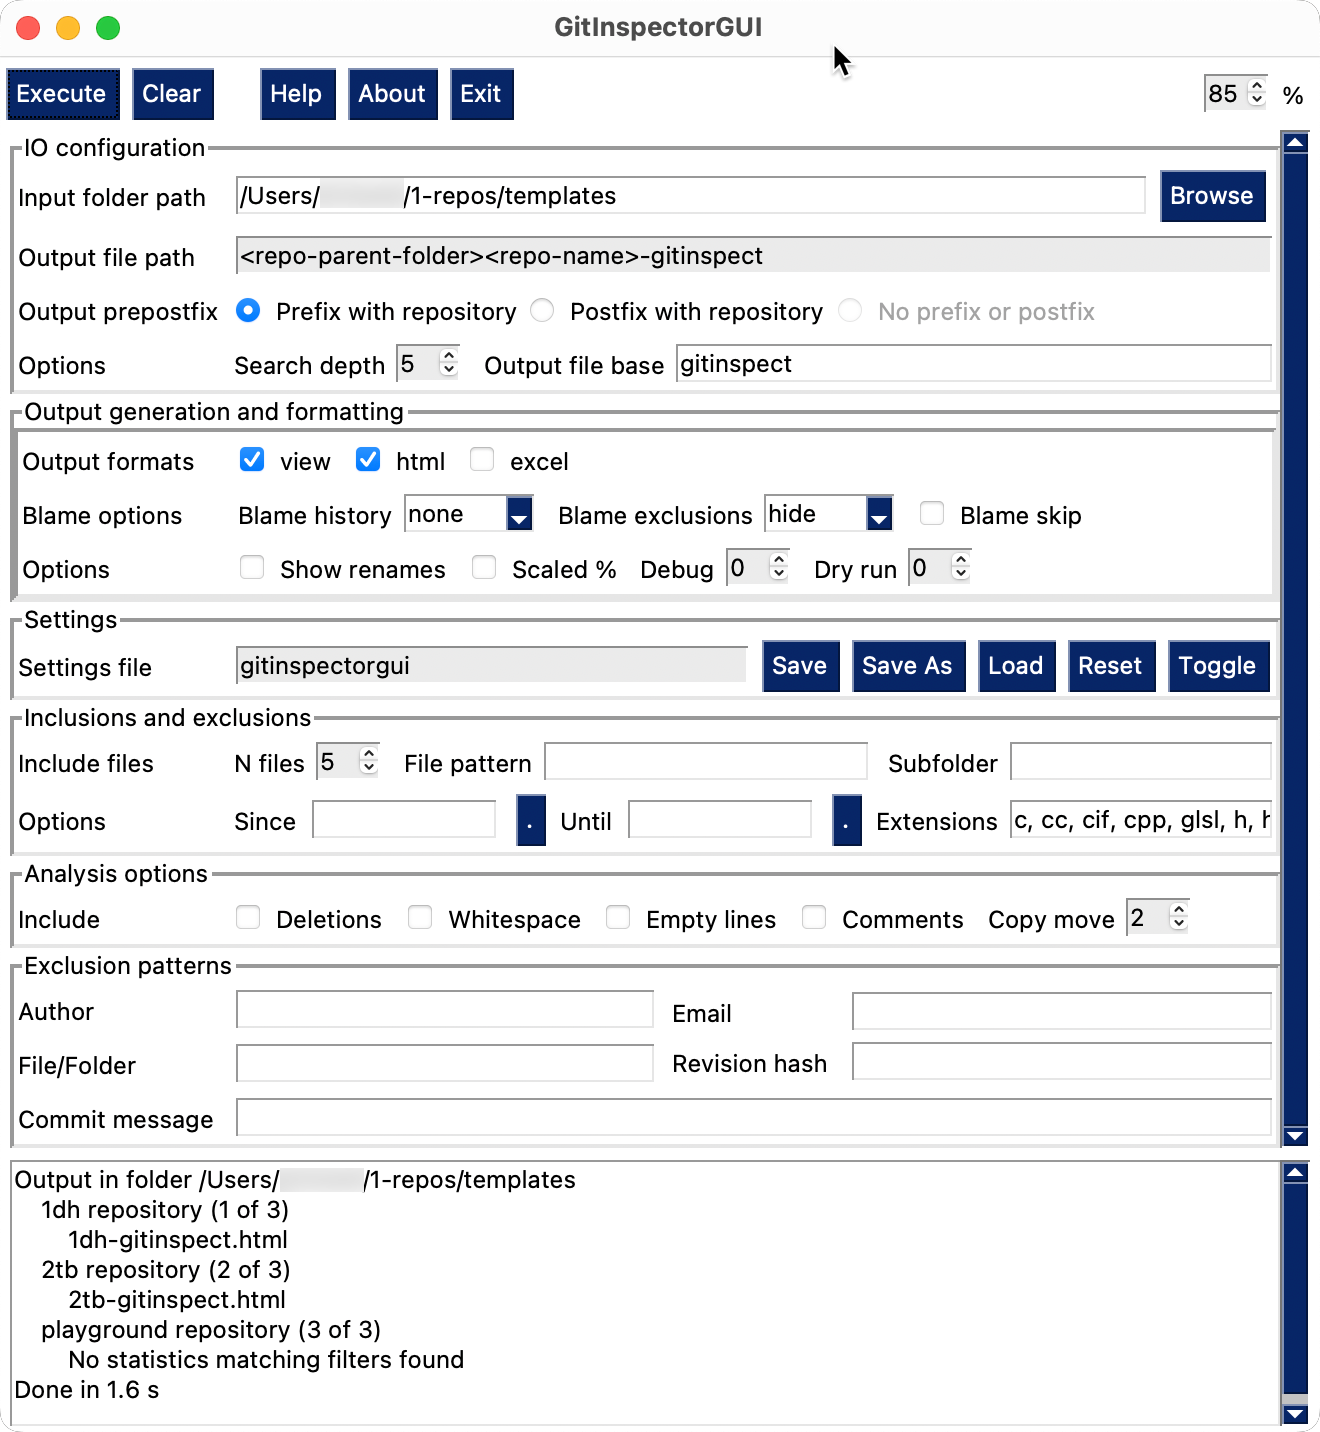 GitInspectorGUI
Execute Clear Help About Exit 85 %
IO configuration
Input folder path /Users/ /1-repos/templates Browse
Output file path <repo-parent-folder><repo-name>-gitinspect
Output prepostfix Prefix with repository Postfix with repository No prefix or postfix
Options Search depth 5 Output file base gitinspect
Output generation and formatting
Output formats view html excel
Blame options Blame history none Blame exclusions hide Blame skip
Options Show renames Scaled % Debug 0 Dry run 0
Settings
Settings file gitinspectorgui Save Save As Load Reset Toggle
Inclusions and exclusions
Include files N files 5 File pattern Subfolder
Options Since . Until . Extensions c, cc, cif, cpp, glsl, h,
Analysis options
Include Deletions Whitespace Empty lines Comments Copy move 2
Exclusion patterns
Author Email
File/Folder Revision hash
Commit message
Output in folder /Users/ /1-repos/templates
1dh repository (1 of 3)
1dh-gitinspect.html
2tb repository (2 of 3)
2tb-gitinspect.html
playground repository (3 of 3)
No statistics matching filters found
Done in 1.6 s